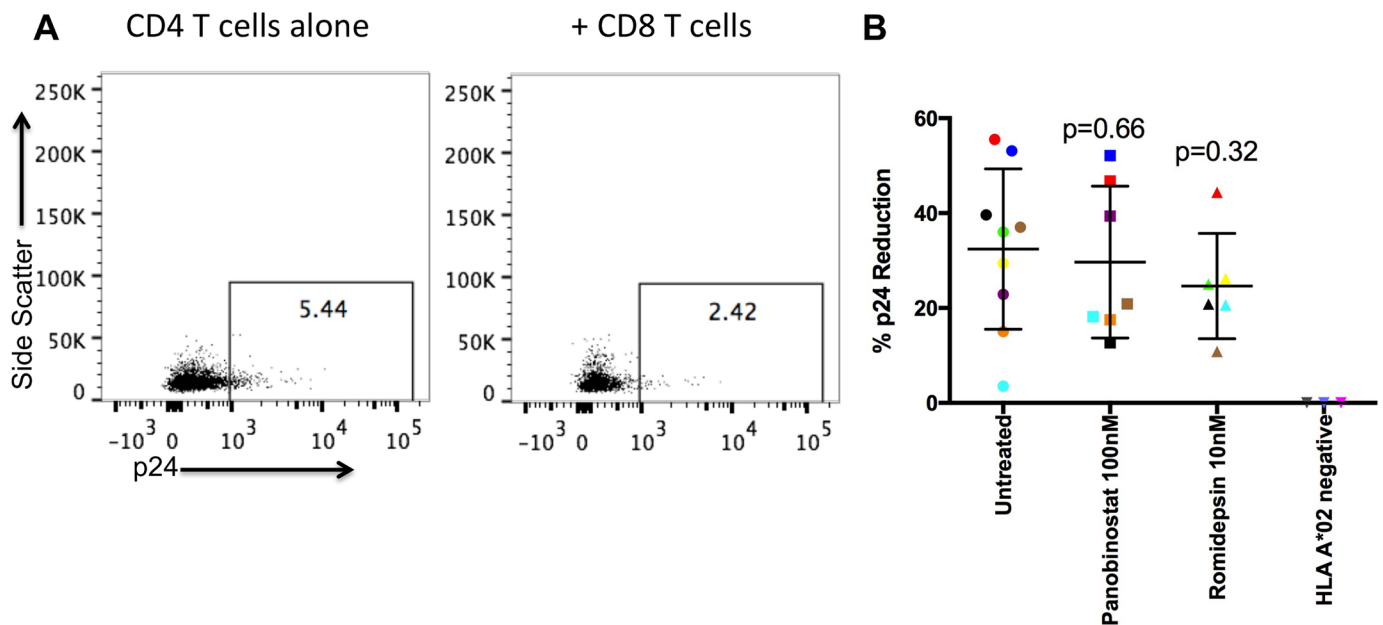 A
CD4 T cells alone
+ CD8 T cells
Side Scatter
250K
200K
150K
100K
50K
0
5.44
-10³ 0 10³ 10⁴ 10⁵
p24
250K
200K
150K
100K
50K
0
2.42
-10³ 0 10³ 10⁴ 10⁵
B
% p24 Reduction
60
40
20
0
p=0.66
p=0.32
Untreated
Panobinostat 100nM
Romidepsin 10nM
HLA A*02 negative